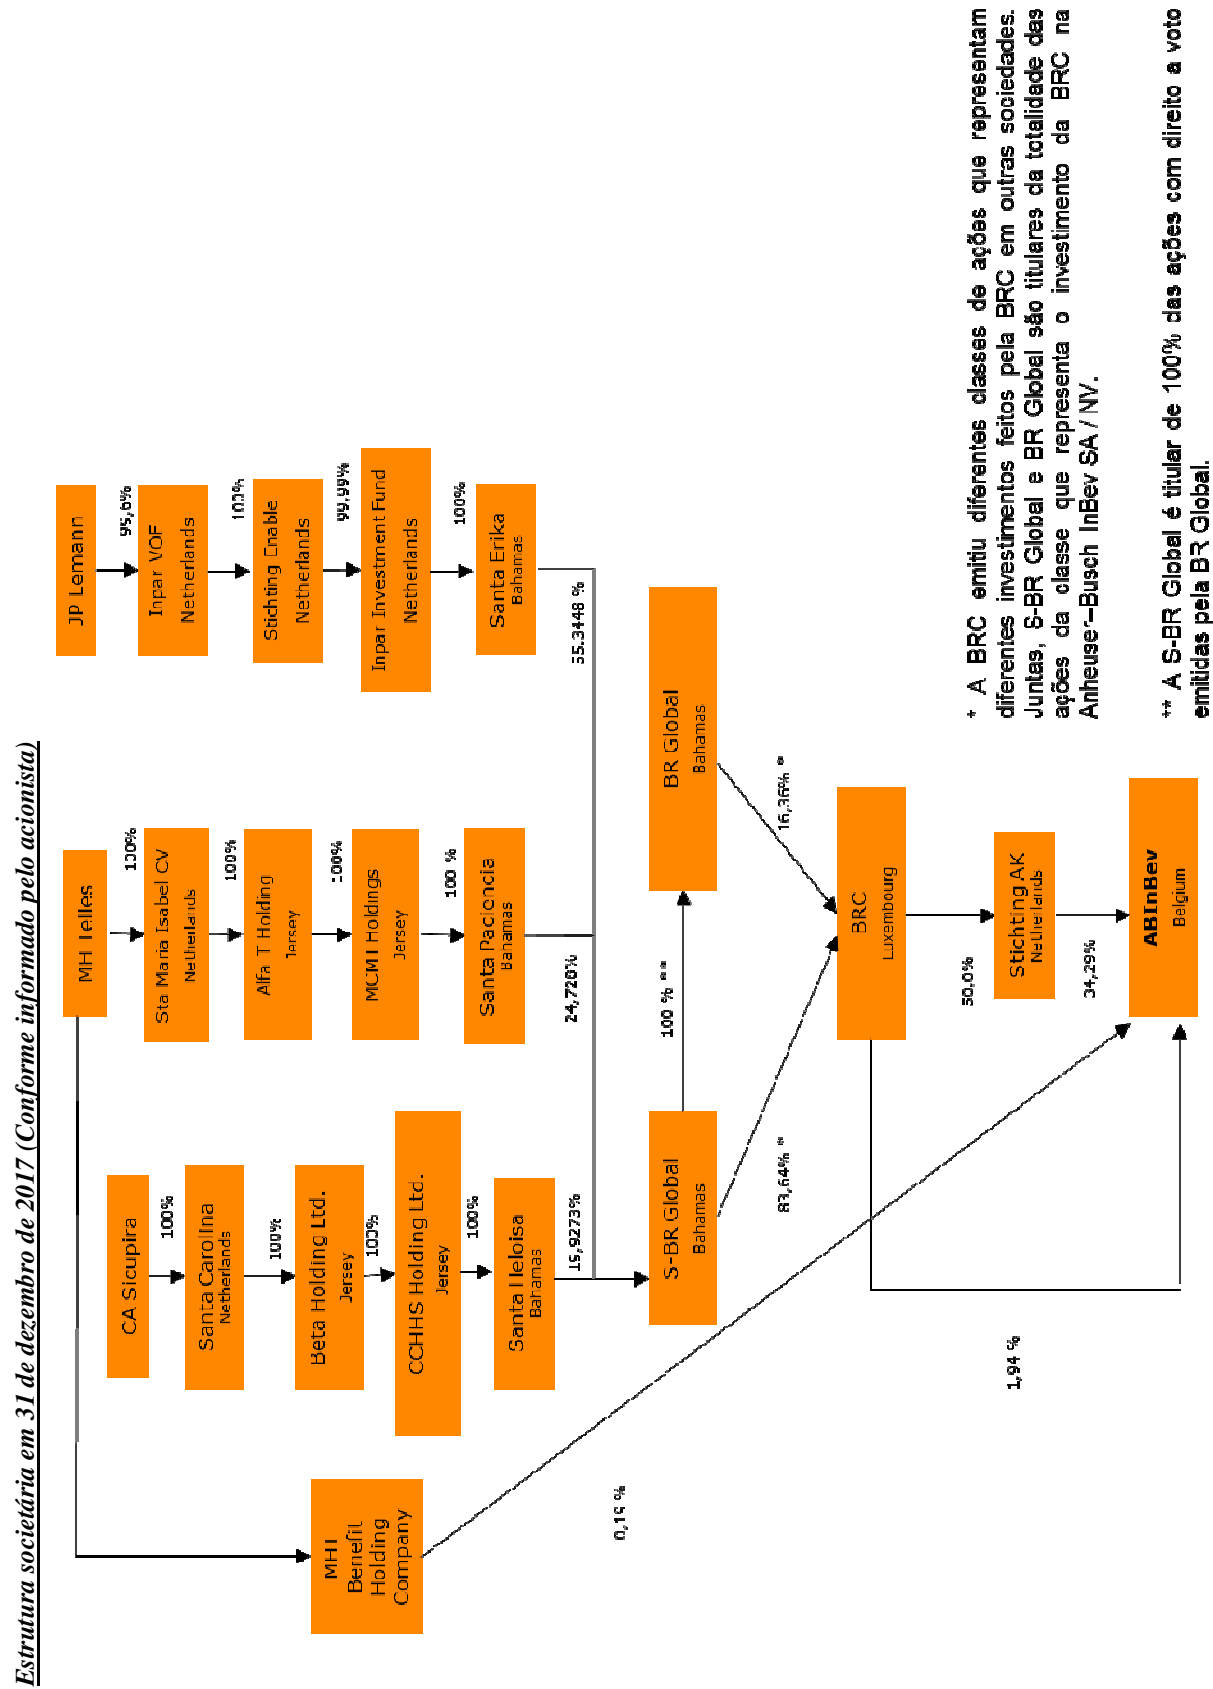 Estrutura societária em 31 de dezembro de 2017 (Conforme informado pelo acionista)
MH Telles
JP Lemann
CA Sicupira
100%
99,6%
100%
Sta Maria Isabel CV
Netherlands
Inpar VOF
Netherlands
Santa Carolina
Netherlands
100%
100%
100%
Alfa T Holding
Jersey
Stichting Enable
Netherlands
Beta Holding Ltd.
Jersey
MHT
Benefit
Holding
Company
100%
100%
99,99%
MCMT Holdings
Jersey
Inpar Investment Fund
Netherlands
CCHHS Holding Ltd.
Jersey
100%
100 %
100%
Santa Heloisa
Bahamas
Santa Paciencia
Bahamas
Santa Erika
Bahamas
19,9273%
24,728%
55.3448 %
0,19 %
S-BR Global
Bahamas
100 % **
BR Global
Bahamas
83,64% *
16,36% *
BRC
Luxembourg
50,0%
Stichting AK
Netherlands
1,94 %
34,29%
ABInBev
Belgium
* A BRC emitiu diferentes classes de ações que representam
diferentes investimentos feitos pela BRC em outras sociedades.
Juntas, S-BR Global e BR Global são titulares da totalidade das
ações da classe que representa o investimento da BRC na
Anheuser–Busch InBev SA / NV.
** A S-BR Global é titular de 100% das ações com direito a voto
emitidas pela BR Global.